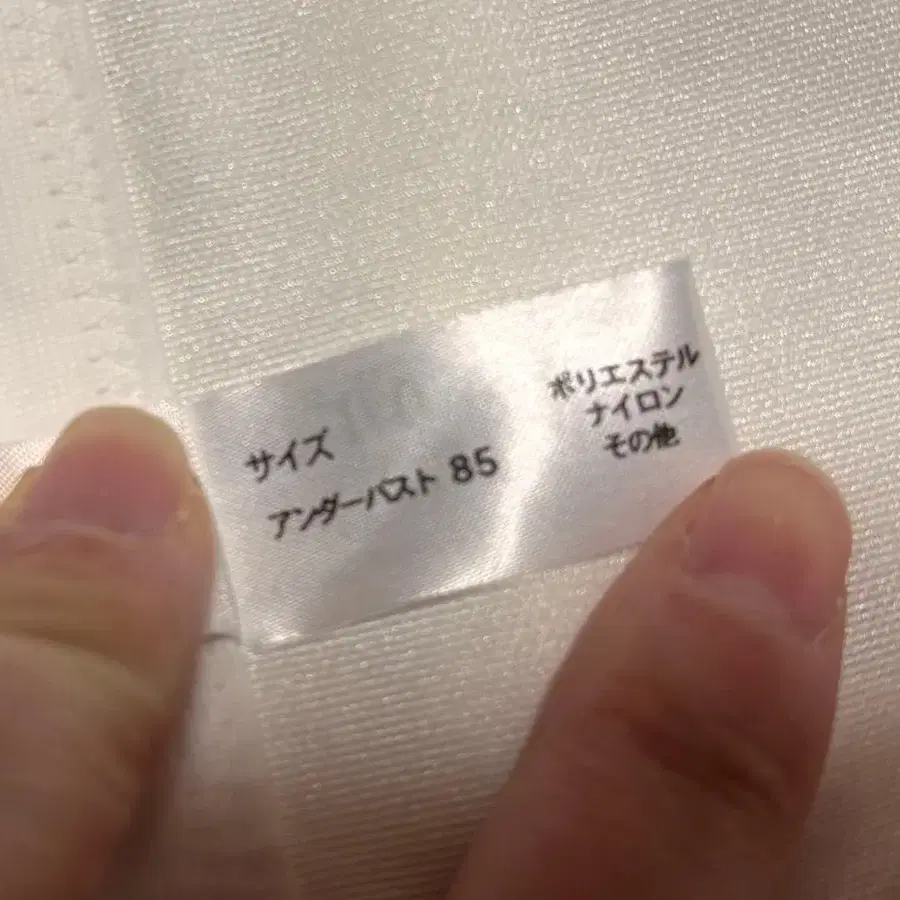 サイズ
アンダーバスト 85
ポリエステル
ナイロン
その他